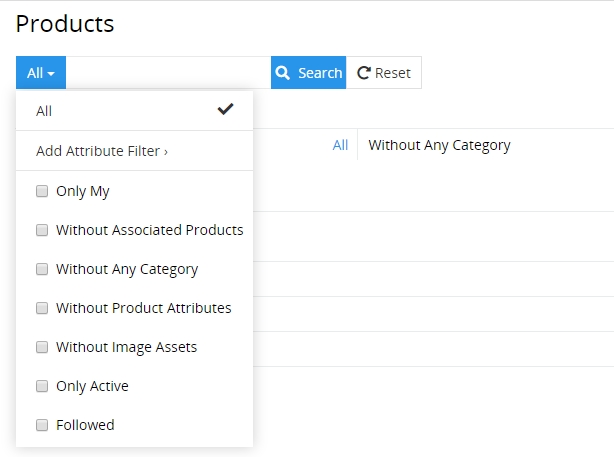 Products
All
Search
Reset
All
Add Attribute Filter ›
All
Without Any Category
Only My
Without Associated Products
Without Any Category
Without Product Attributes
Without Image Assets
Only Active
Followed